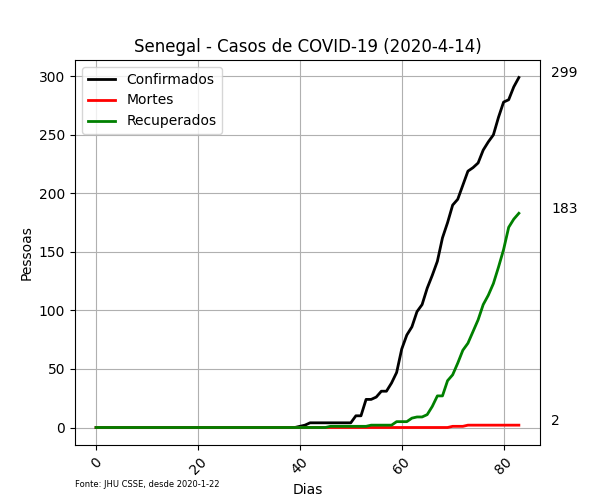 Senegal - Casos de COVID-19 (2020-4-14)
Confirmados
Mortes
Recuperados
300
250
200
150
100
50
0
Pessoas
299
183
2
0
20
40
60
80
Dias
Fonte: JHU CSSE, desde 2020-1-22